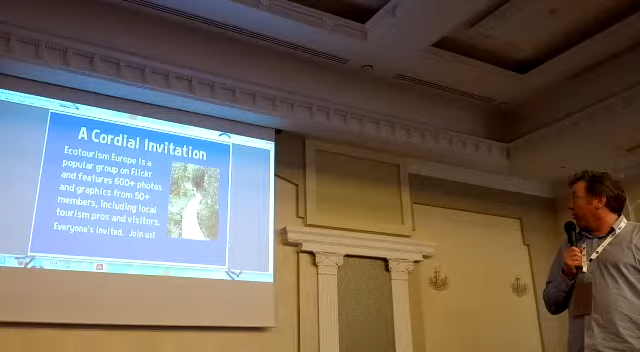 A Cordial Invitation
Ecotourism Europe is a
popular group on Flickr
and features 600+ photos
and graphics from 50+
members, including local
tourism pros and visitors.
Everyone's invited. Join us!